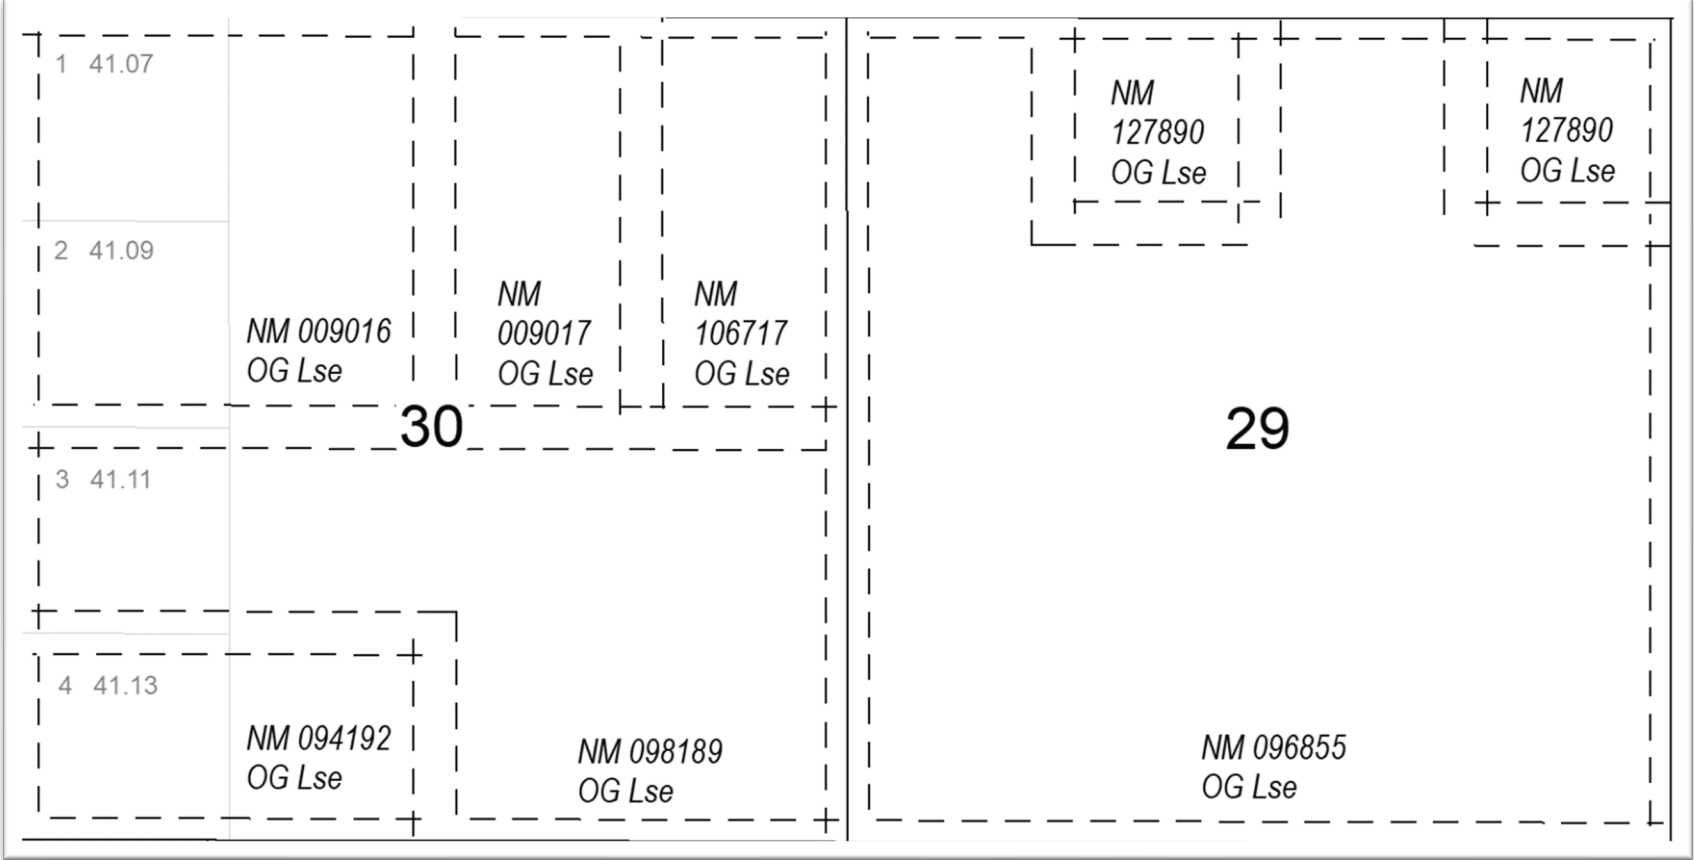 1 41.07
2 41.09
NM 009016
OG Lse
NM
009017
OG Lse
NM
106717
OG Lse
30
3 41.11
4 41.13
NM 094192
OG Lse
NM 098189
OG Lse
NM
127890
OG Lse
NM
127890
OG Lse
29
NM 096855
OG Lse